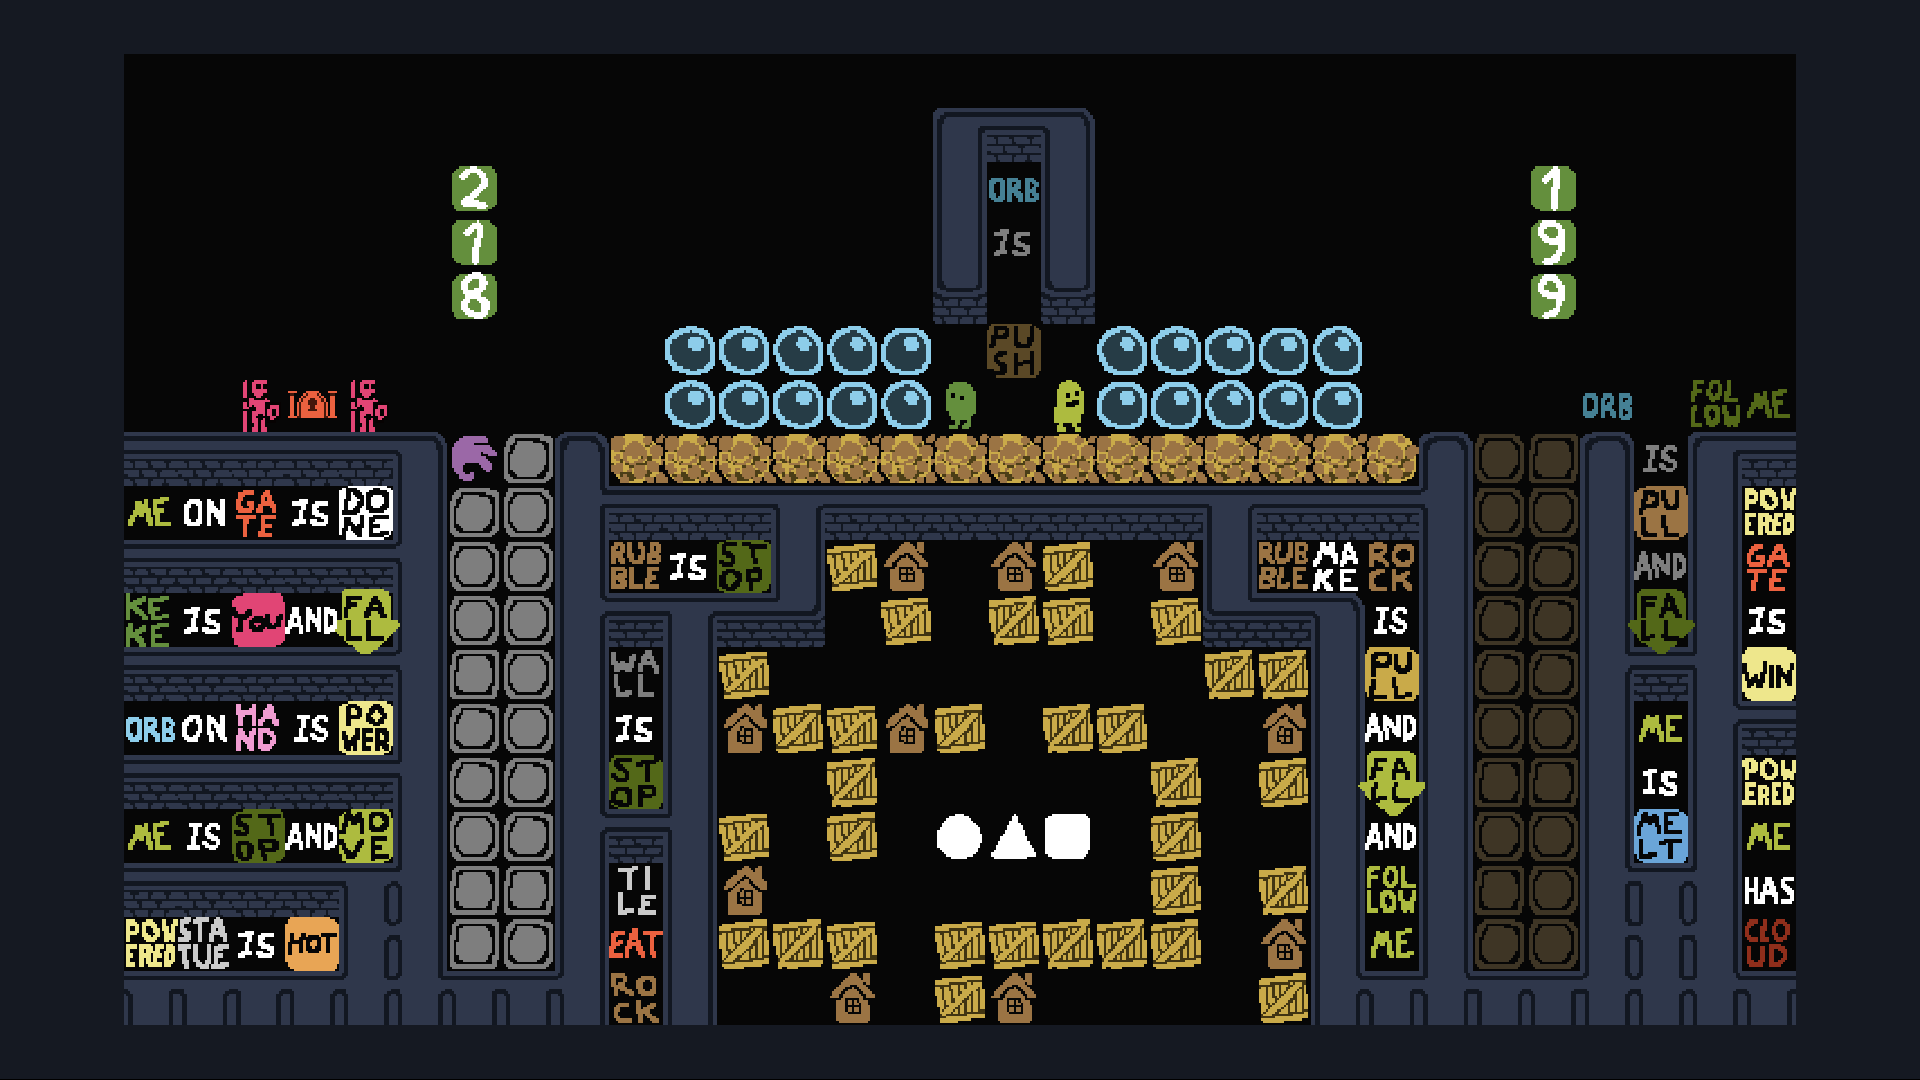 ORB
IS
PUSH
2
1
8
1
9
9
ORB
IS
PULL
AND
FALL
FOLLOW ME
ME ON GATE IS DONE
KEKE IS YOU AND FALL
ORB ON HAND IS POWER
ME IS STOP AND MOVE
POWERED STATUE IS HOT
RUBBLE IS STOP
WALL
IS
STOP
TILE
EAT
ROCK
RUBBLE MAKE ROCK
IS
PULL
AND
FALL
AND
FOLLOW
ME
ME
IS
MELT
POWERED
GATE
IS
WIN
POWERED
ME
HAS
CLOUD